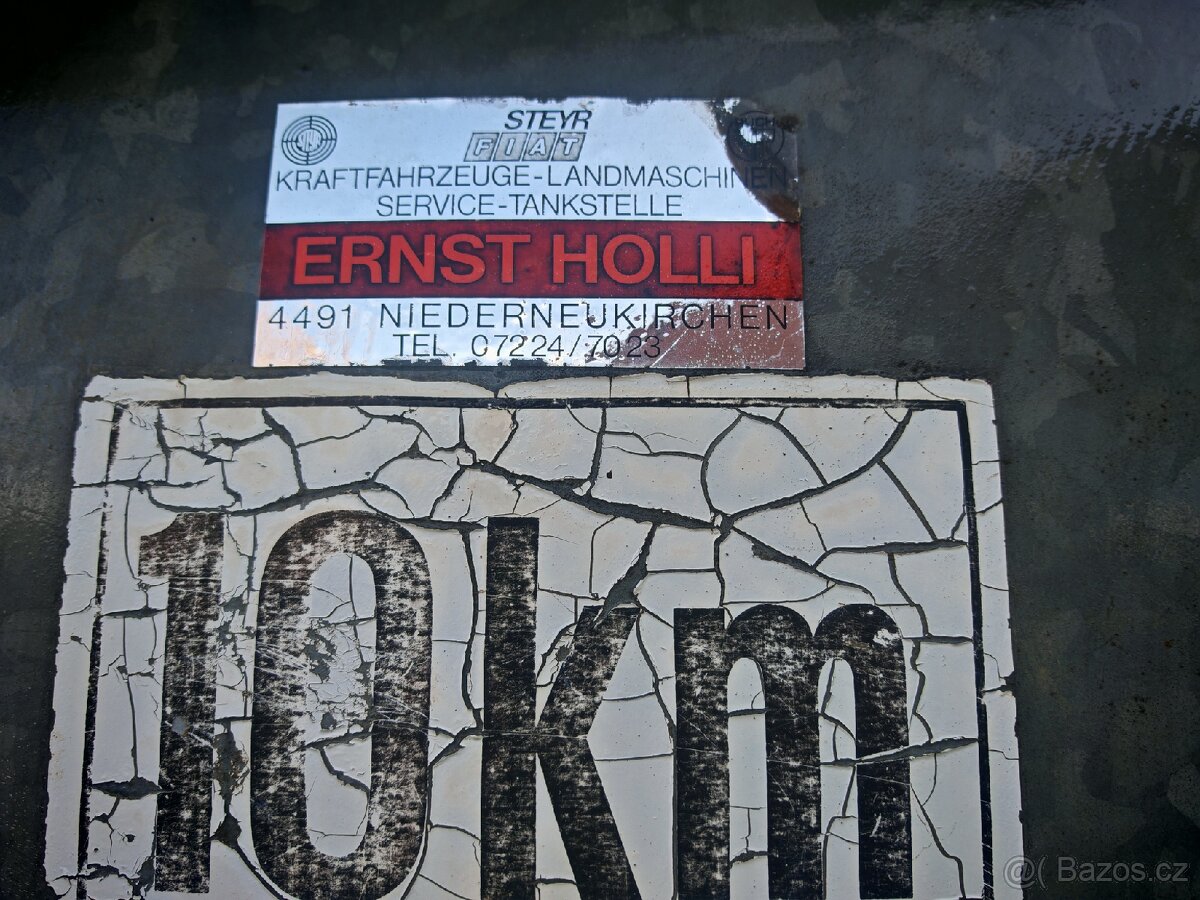 STEYR
FIAT
KRAFTFAHRZEUGE-LANDMASCHINEN
SERVICE-TANKSTELLE
ERNST HOLLI
4491 NIEDERNEUKIRCHEN
TEL. 07224/7023
10km
@( Bazos.cz